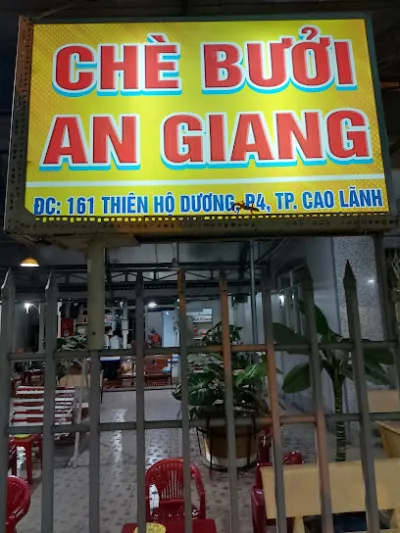 CHÈ BƯỞI
AN GIANG
ĐC: 161 THIÊN HỘ DƯƠNG, P4, TP. CAO LÃNH